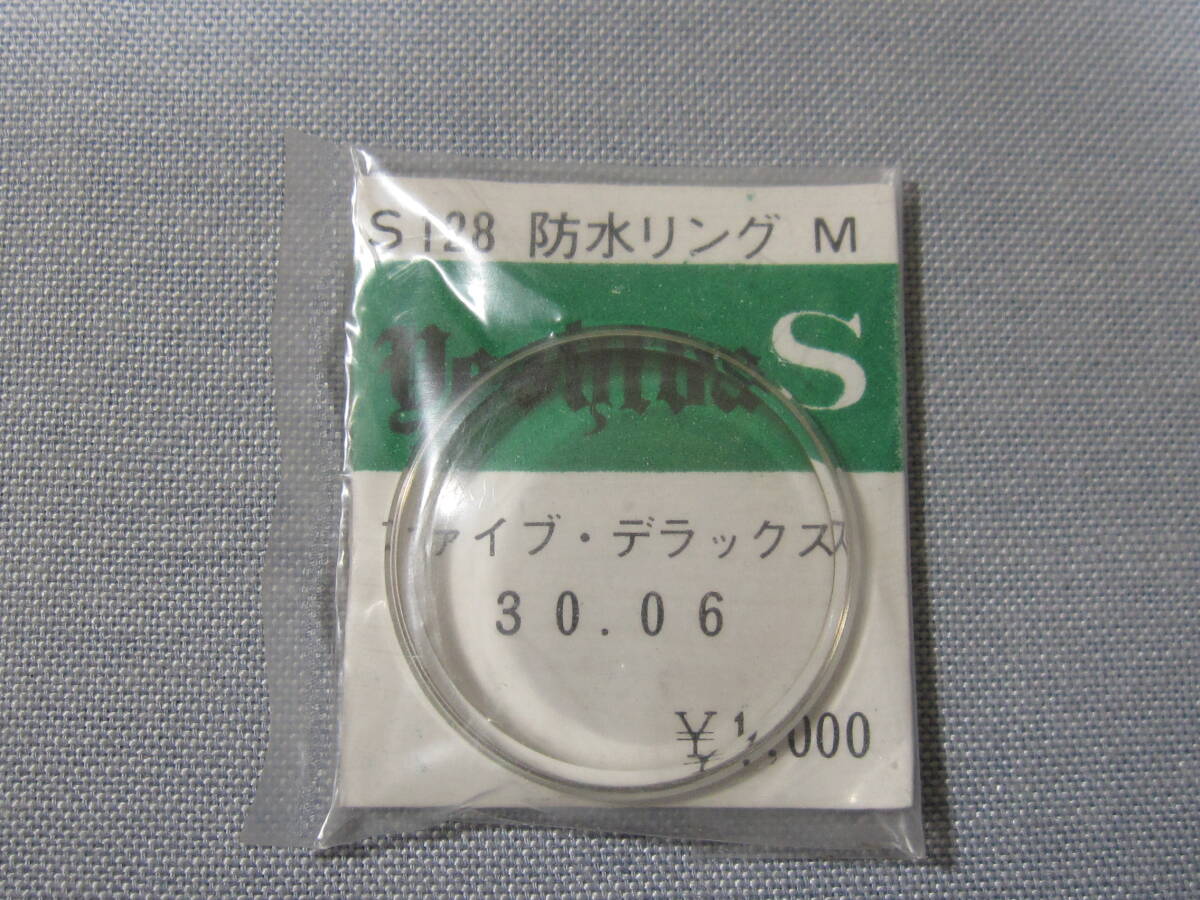 S128 防水リング M
Yoshida S
ファイブ・デラックス
30.06
¥1,000